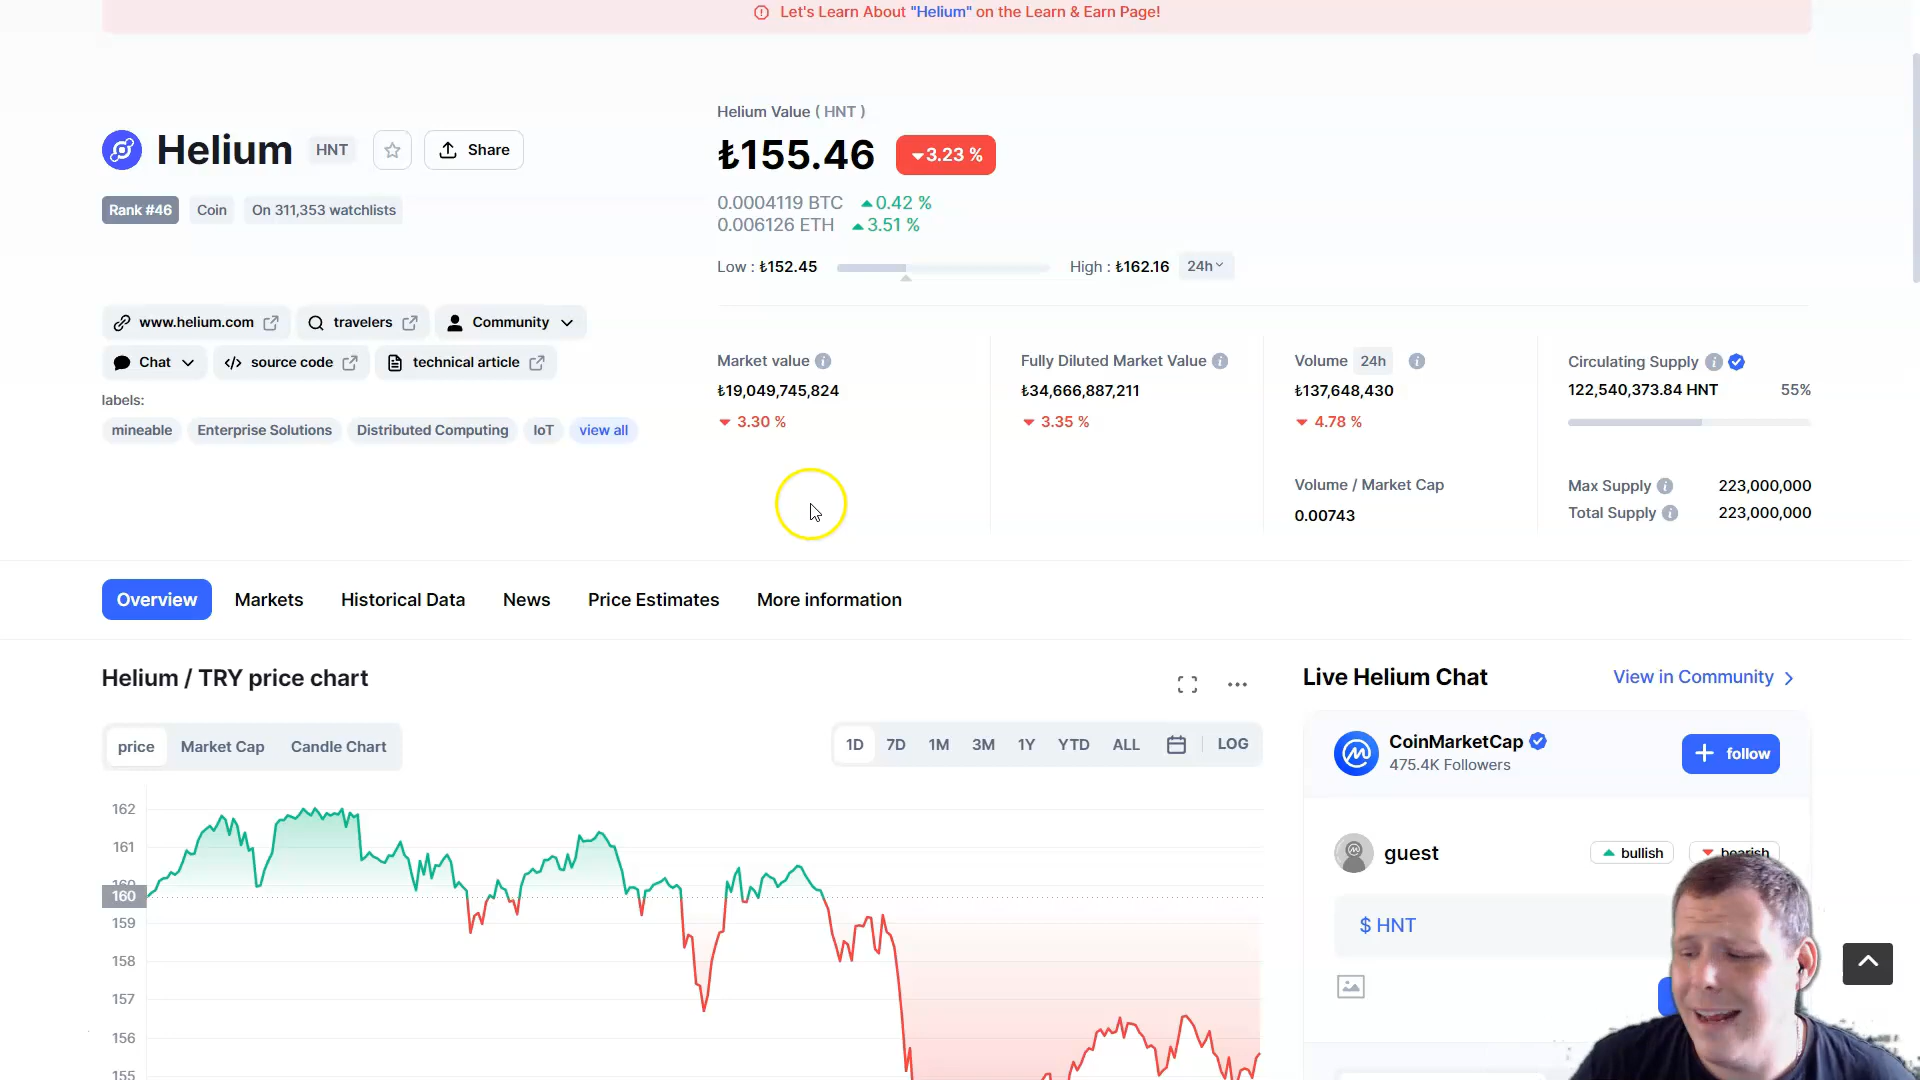 Let's Learn About "Helium" on the Learn & Earn Page!
Helium HNT Share
Rank #46 Coin On 311,353 watchlists
www.helium.com travelers Community
Chat source code technical article
labels:
mineable Enterprise Solutions Distributed Computing IoT view all
Helium Value ( HNT )
₺155.46 3.23 %
0.0004119 BTC 0.42 %
0.006126 ETH 3.51 %
Low : ₺152.45 High : ₺162.16 24h
Market value
₺19,049,745,824
3.30 %
Fully Diluted Market Value
₺34,666,887,211
3.35 %
Volume 24h
₺137,648,430
4.78 %
Volume / Market Cap
0.00743
Circulating Supply
122,540,373.84 HNT 55%
Max Supply 223,000,000
Total Supply 223,000,000
Overview Markets Historical Data News Price Estimates More information
Helium / TRY price chart
price Market Cap Candle Chart
1D 7D 1M 3M 1Y YTD ALL LOG
162
161
160
160
159
158
157
156
155
Live Helium Chat View in Community
CoinMarketCap
475.4K Followers
follow
guest bullish bearish
$ HNT